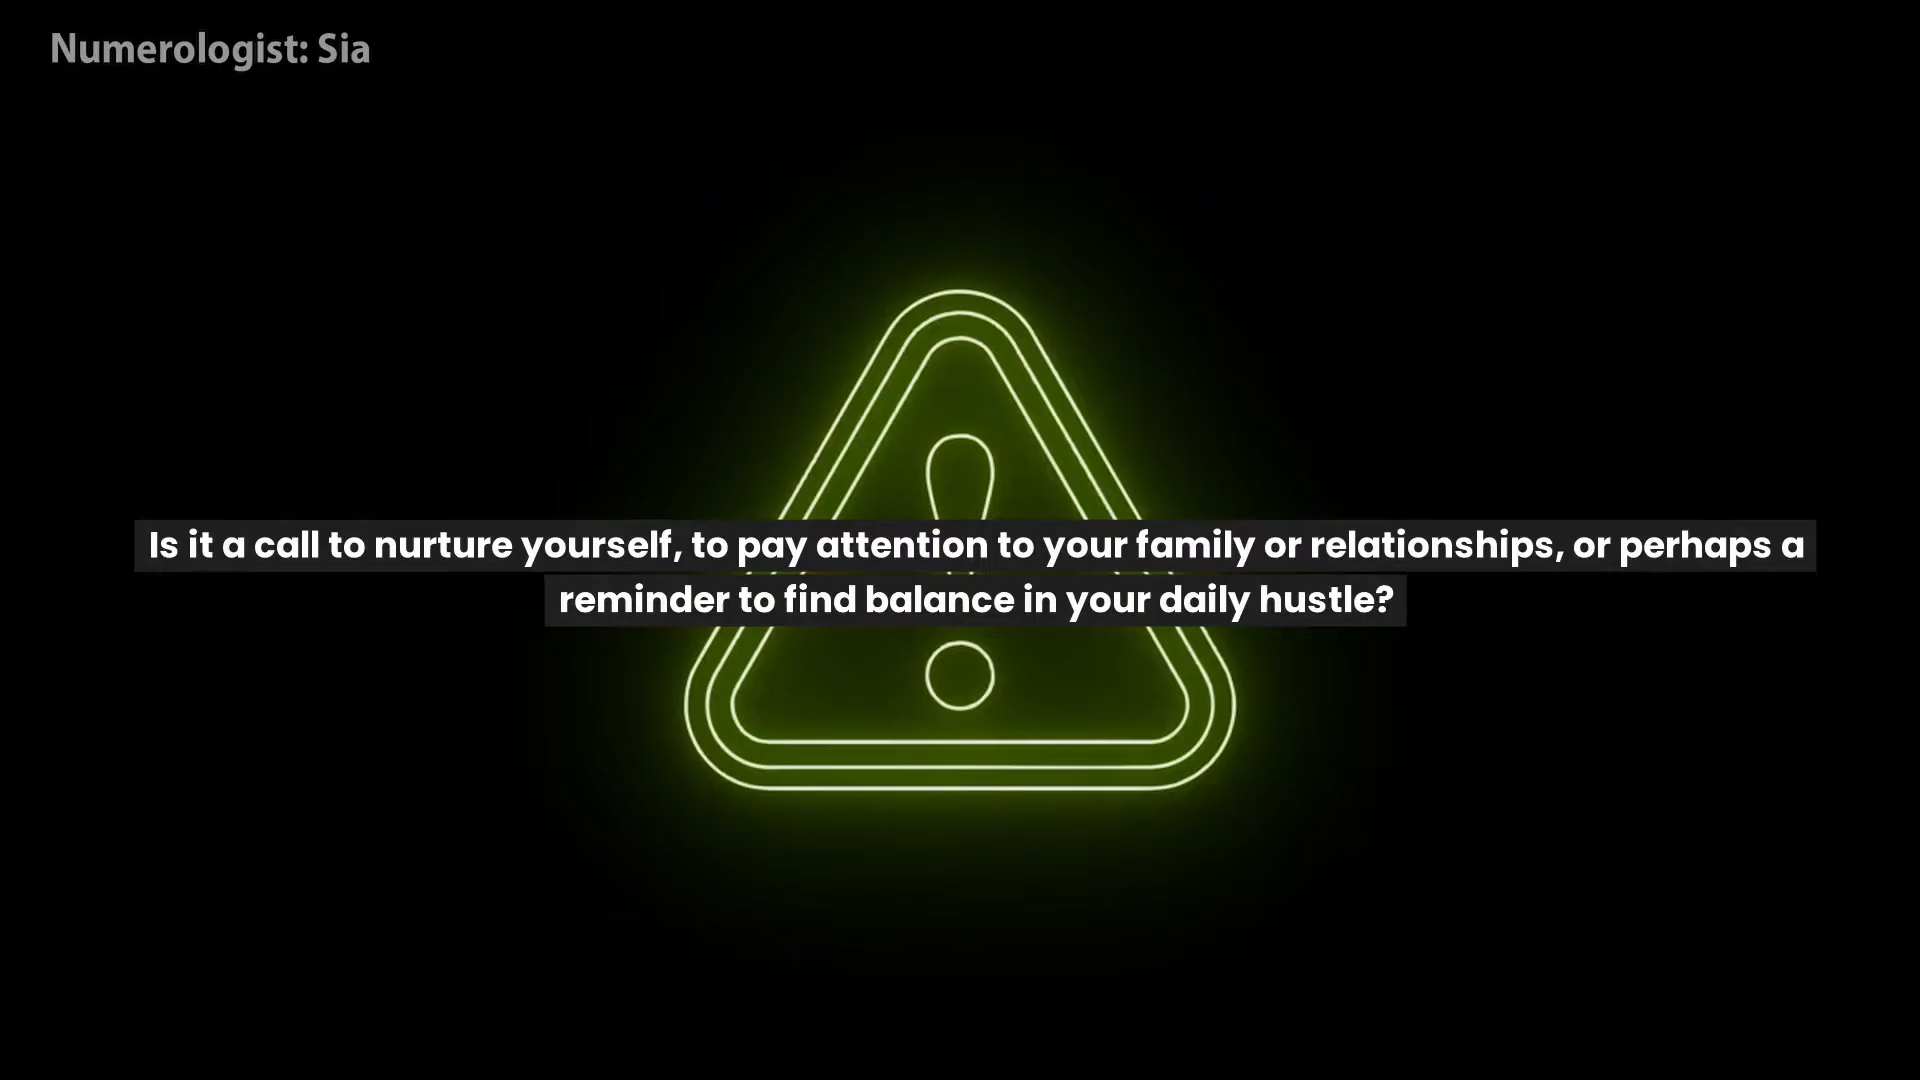 Numerologist: Sia
Is it a call to nurture yourself, to pay attention to your family or relationships, or perhaps a
reminder to find balance in your daily hustle?